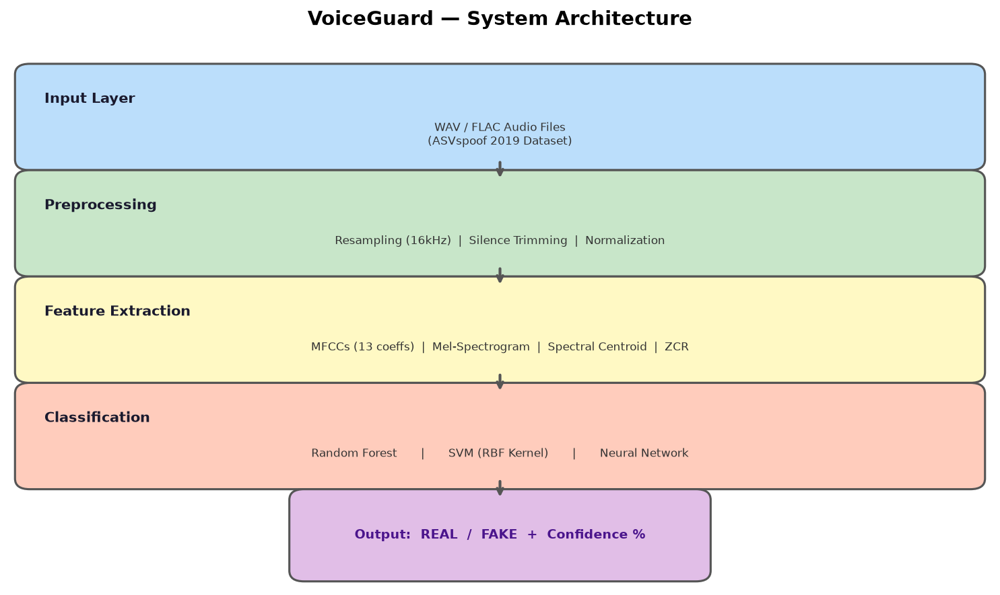 VoiceGuard — System Architecture
Input Layer
WAV / FLAC Audio Files
(ASVspoof 2019 Dataset)
Preprocessing
Resampling (16kHz) | Silence Trimming | Normalization
Feature Extraction
MFCCs (13 coeffs) | Mel-Spectrogram | Spectral Centroid | ZCR
Classification
Random Forest | SVM (RBF Kernel) | Neural Network
Output: REAL / FAKE + Confidence %